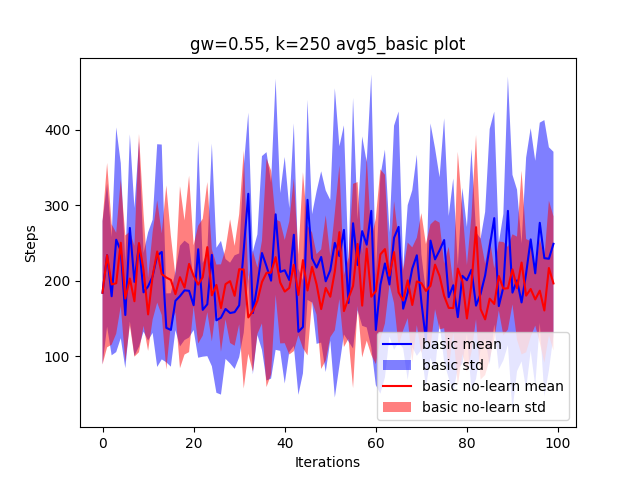 gw=0.55, k=250 avg5_basic plot
Steps
400
300
200
100
basic mean
basic std
basic no-learn mean
basic no-learn std
0
20
40
60
80
100
Iterations